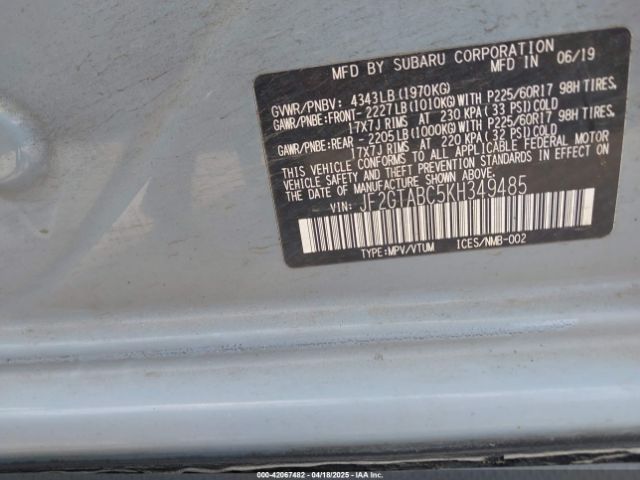 MFD BY SUBARU CORPORATION IN 06/19
GVWR/PNBV: 4343LB (1970KG)
GAWR/PNBE:FRONT-2227LB(1010KG)WITH P225/60R17 98H TIRES,
17X7J RIMS AT 230 KPA (33 PSI)COLD
GAWR/PNBE:REAR -2205LB(1000KG)WITH P225/60R17 98H TIRES,
17X7J RIMS AT 220 KPA (32 PSI)COLD
THIS VEHICLE CONFORMS TO ALL APPLICABLE FEDERAL MOTOR
VEHICLE SAFETY AND THEFT PREVENTION STANDARDS IN
EFFECT ON THE DATE OF MANUFACTURE SHOWN ABOVE.
VIN: JF2GTABC5KH349485
TYPE:MPV/VTUM ICES/NMB-002
000-42067482 - 04/18/2025 - IAAI.COM